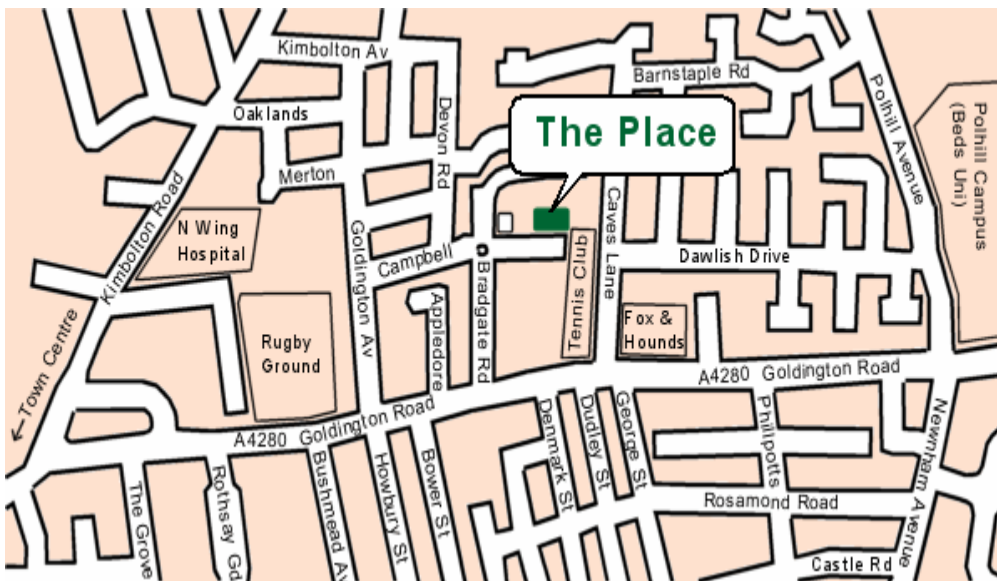 Kimbolton Av
Barnstaple Rd
Oaklands
Devon Rd
The Place
Polhill Avenue
Polhill Campus
(Beds Uni)
Merton
Kimbolton Road
N Wing
Hospital
Goldington Av
Campbell
Caves Lane
Dawlish Drive
Tennis Club
Bradgate Rd
Appledore
Fox &
Hounds
Rugby
Ground
←Town Centre
A4280 Goldington Road
A4280 Goldington Road
The Grove
Rothsay Gd
Bushmead Av
Howbury St
Bower St
Denmark St
Dudley St
George St
Phillpotts
Newnham Avenue
Rosamond Road
Castle Rd